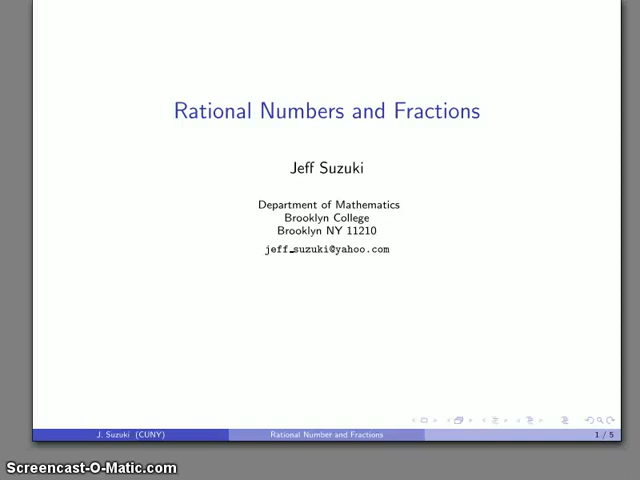 Rational Numbers and Fractions
Jeff Suzuki
Department of Mathematics
Brooklyn College
Brooklyn NY 11210
jeff_suzuki@yahoo.com
J. Suzuki (CUNY)
Rational Number and Fractions
1 / 5
Screencast-O-Matic.com